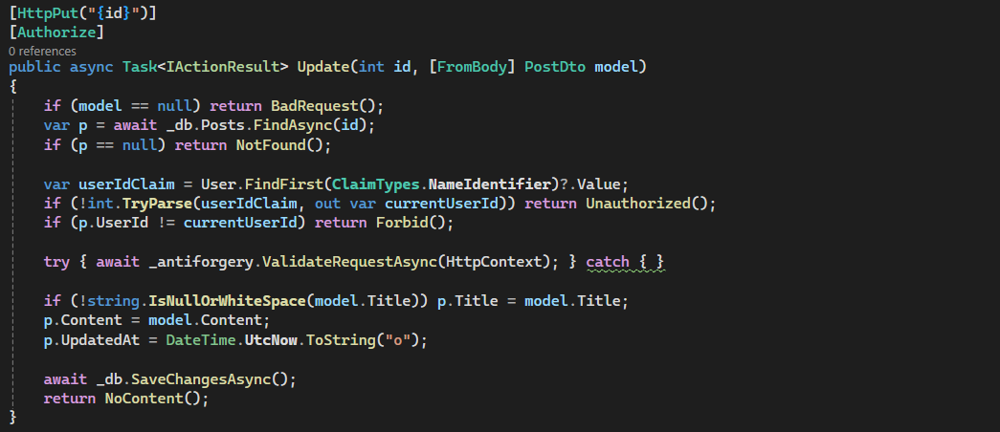 [HttpPut("{id}")]
[Authorize]
0 references
public async Task<IActionResult> Update(int id, [FromBody] PostDto model)
{
    if (model == null) return BadRequest();
    var p = await _db.Posts.FindAsync(id);
    if (p == null) return NotFound();

    var userIdClaim = User.FindFirst(ClaimTypes.NameIdentifier)?.Value;
    if (!int.TryParse(userIdClaim, out var currentUserId)) return Unauthorized();
    if (p.UserId != currentUserId) return Forbid();

    try { await _antiforgery.ValidateRequestAsync(HttpContext); } catch { }

    if (!string.IsNullOrWhiteSpace(model.Title)) p.Title = model.Title;
    p.Content = model.Content;
    p.UpdatedAt = DateTime.UtcNow.ToString("o");

    await _db.SaveChangesAsync();
    return NoContent();
}